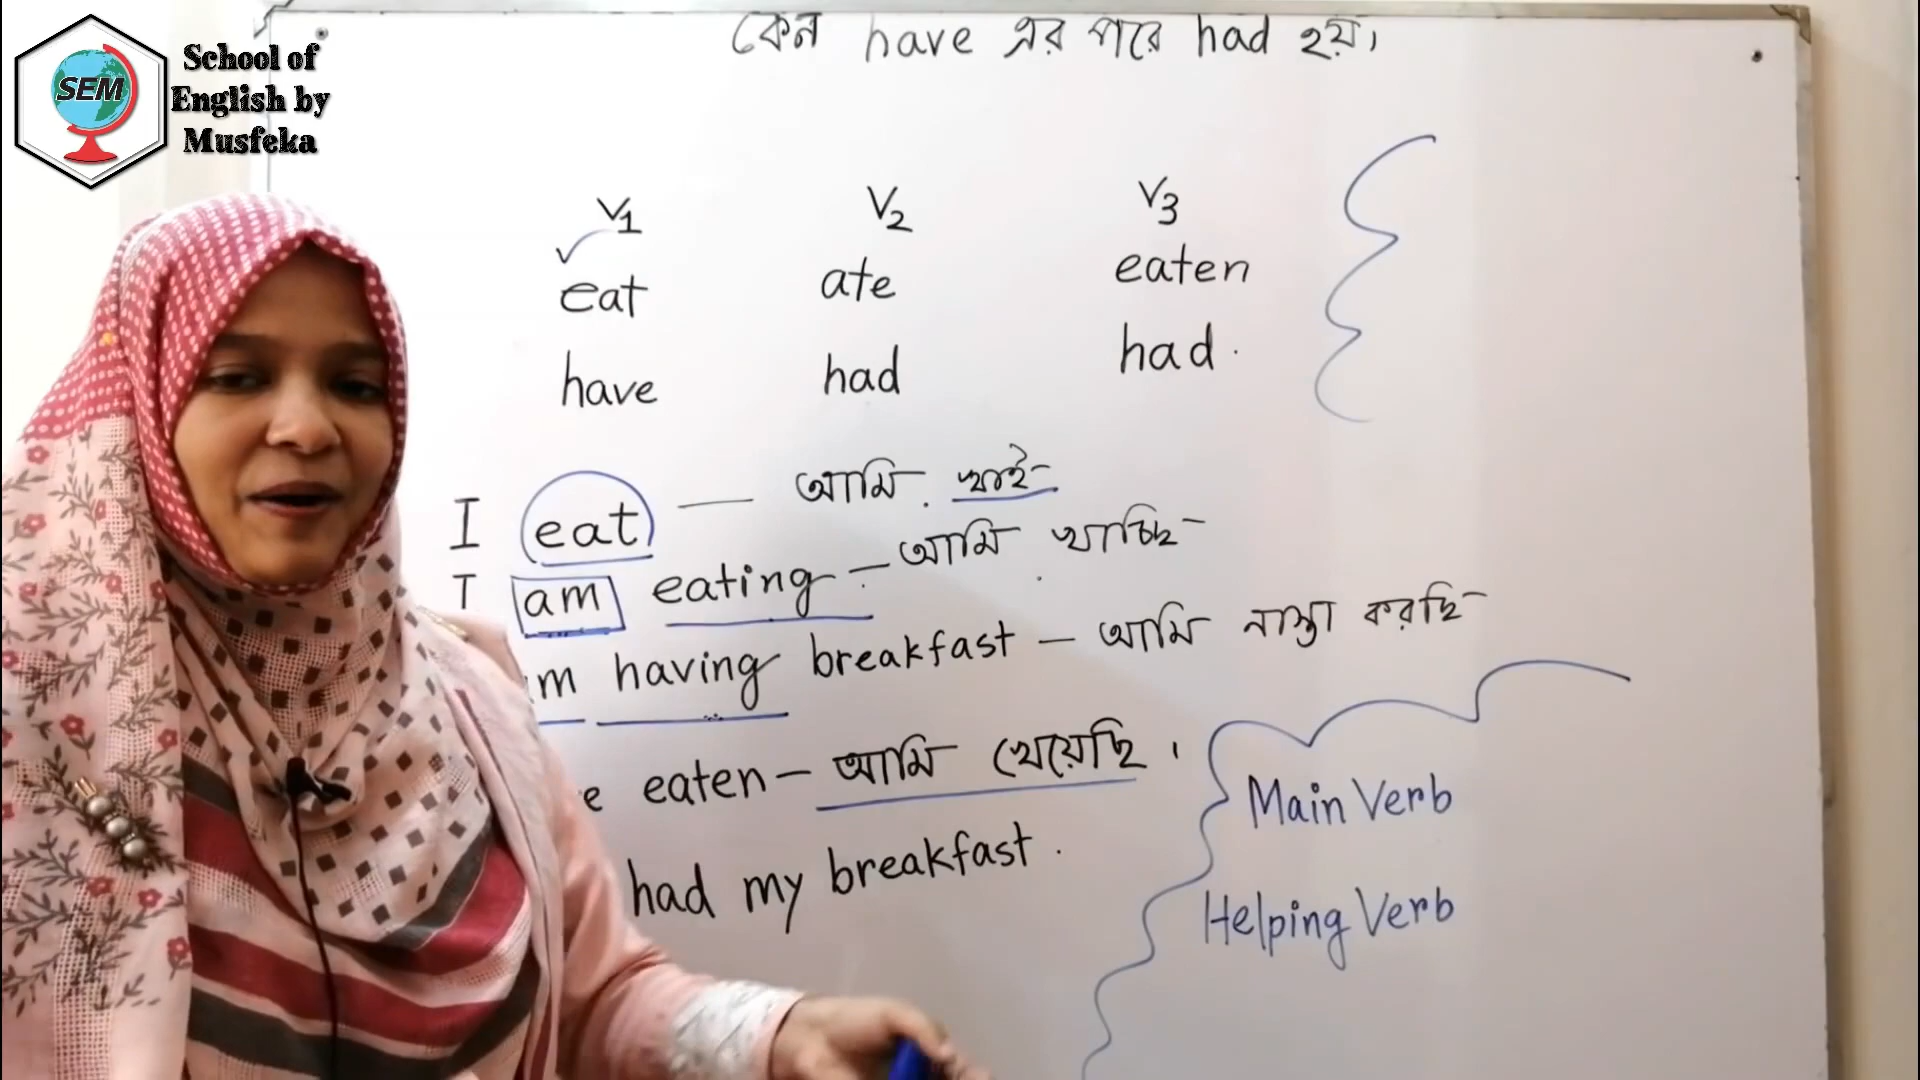 কেন have এর পরে had হয়।
SEM
School of
English by
Musfeka
V1 V2 V3
eat ate eaten
have had had.
I eat — আমি খাই
I am eating — আমি খাচ্ছি
m having breakfast — আমি নাস্তা করছি
e eaten — আমি খেয়েছি।
had my breakfast.
Main Verb
Helping Verb